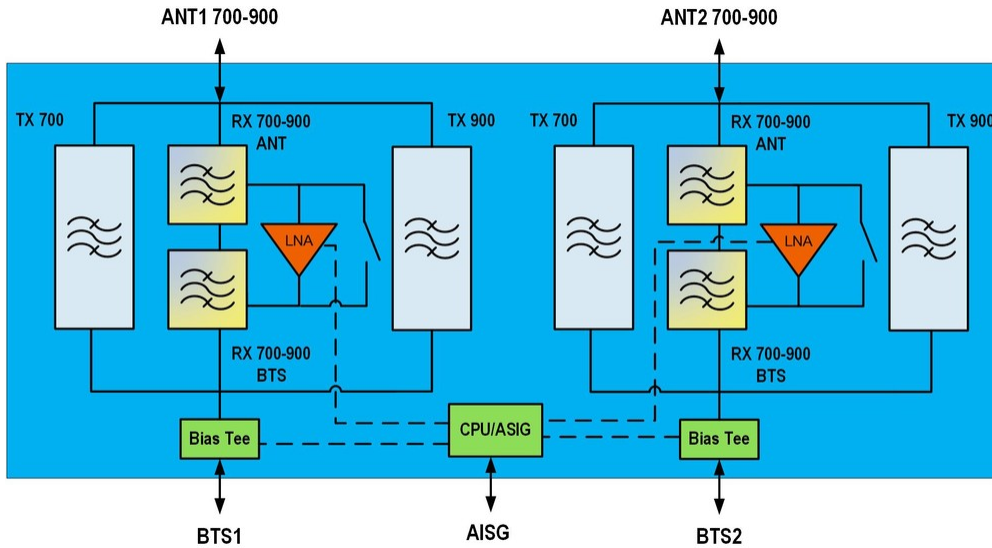 ANT1 700-900
ANT2 700-900
TX 700
RX 700-900
ANT
TX 900
TX 700
RX 700-900
ANT
TX 900
LNA
LNA
RX 700-900
BTS
RX 700-900
BTS
Bias Tee
CPU/ASIG
Bias Tee
BTS1
AISG
BTS2